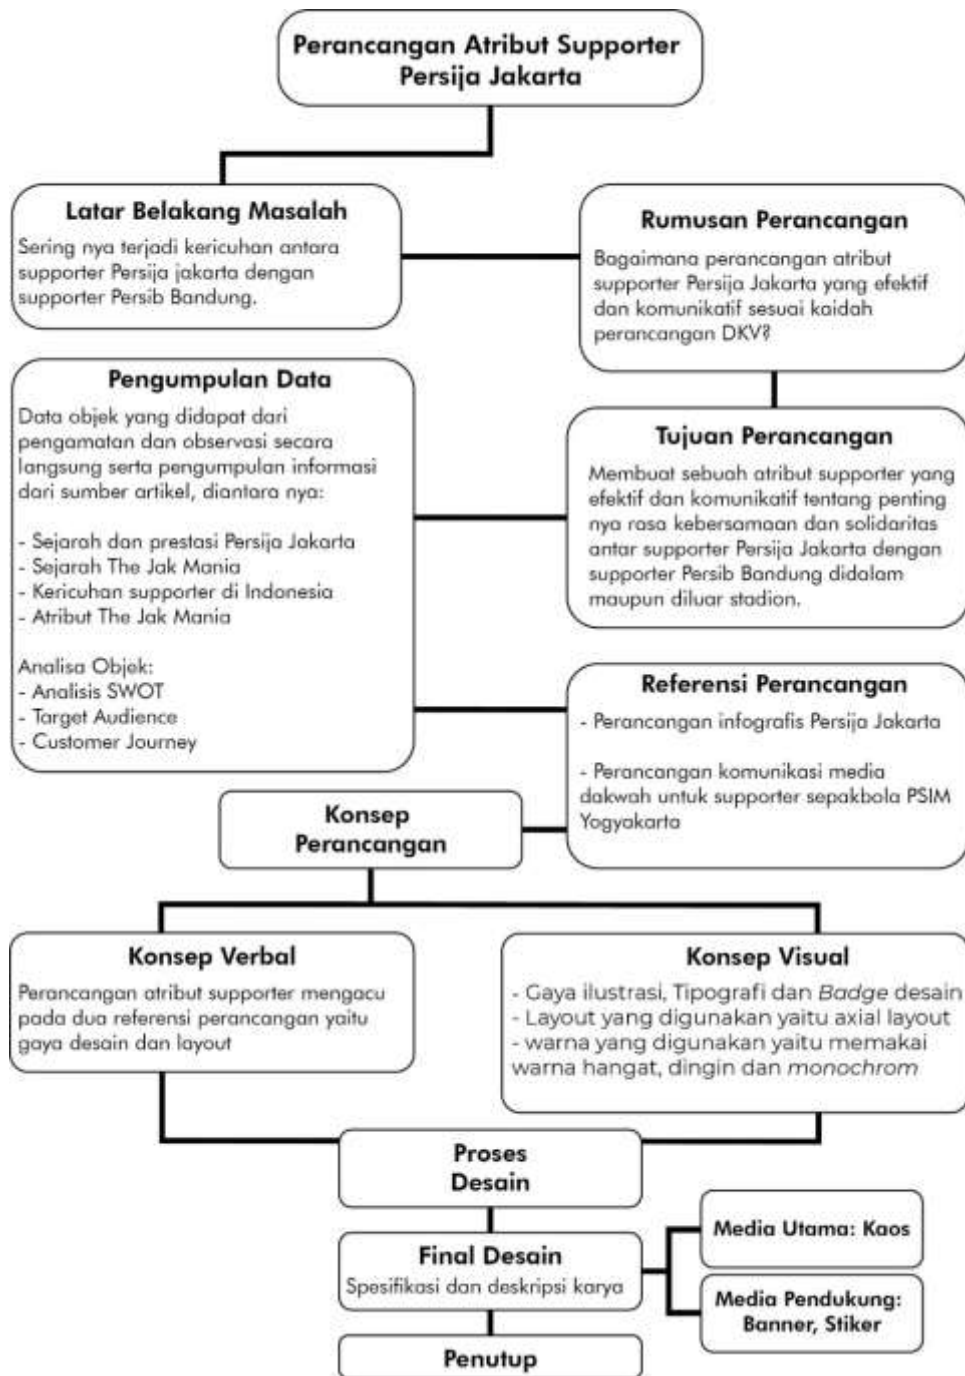 Perancangan Atribut Supporter
Persija Jakarta
Latar Belakang Masalah
Sering nya terjadi kericuhan antara
supporter Persija jakarta dengan
supporter Persib Bandung.
Rumusan Perancangan
Bagaimana perancangan atribut
supporter Persija Jakarta yang efektif
dan komunikatif sesuai kaidah
perancangan DKV?
Pengumpulan Data
Data objek yang didapat dari
pengamatan dan observasi secara
langsung serta pengumpulan informasi
dari sumber artikel, diantara nya:
- Sejarah dan prestasi Persija Jakarta
- Sejarah The Jak Mania
- Kericuhan supporter di Indonesia
- Atribut The Jak Mania
Analisa Objek:
- Analisis SWOT
- Target Audience
- Customer Journey
Tujuan Perancangan
Membuat sebuah atribut supporter yang
efektif dan komunikatif tentang penting
nya rasa kebersamaan dan solidaritas
antar supporter Persija Jakarta dengan
supporter Persib Bandung didalam
maupun diluar stadion.
Referensi Perancangan
- Perancangan infografis Persija Jakarta
- Perancangan komunikasi media
dakwah untuk supporter sepakbola PSIM
Yogyakarta
Konsep
Perancangan
Konsep Verbal
Perancangan atribut supporter mengacu
pada dua referensi perancangan yaitu
gaya desain dan layout
Konsep Visual
- Gaya ilustrasi, Tipografi dan Badge desain
- Layout yang digunakan yaitu axial layout
- warna yang digunakan yaitu memakai
warna hangat, dingin dan monochrom
Proses
Desain
Final Desain
Spesifikasi dan deskripsi karya
Media Utama: Kaos
Media Pendukung:
Banner, Stiker
Penutup